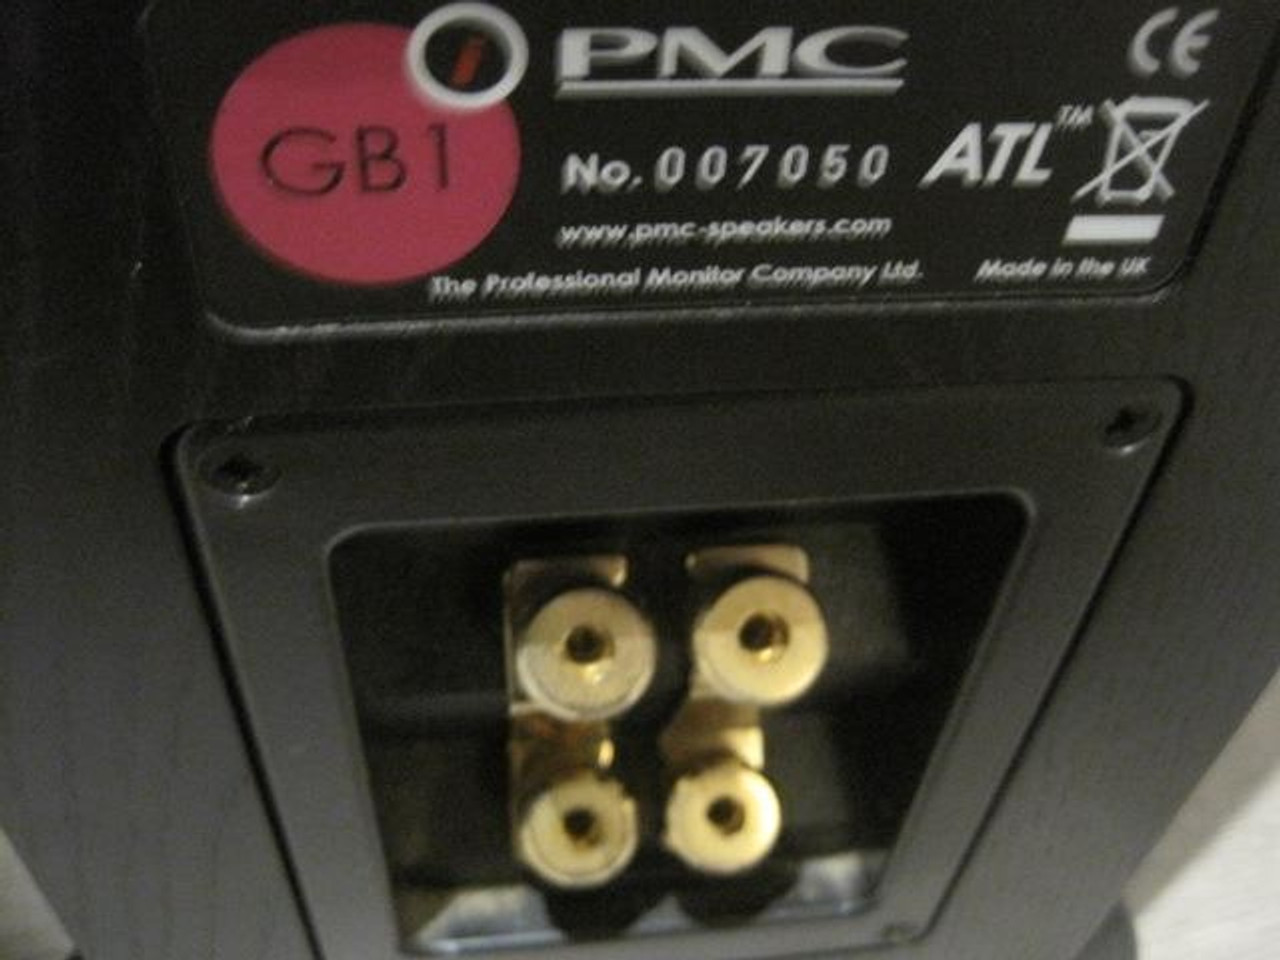 PMC
GB1
No. 007050
ATL™
www.pmc-speakers.com
The Professional Monitor Company Ltd.
Made in the UK
CE
i